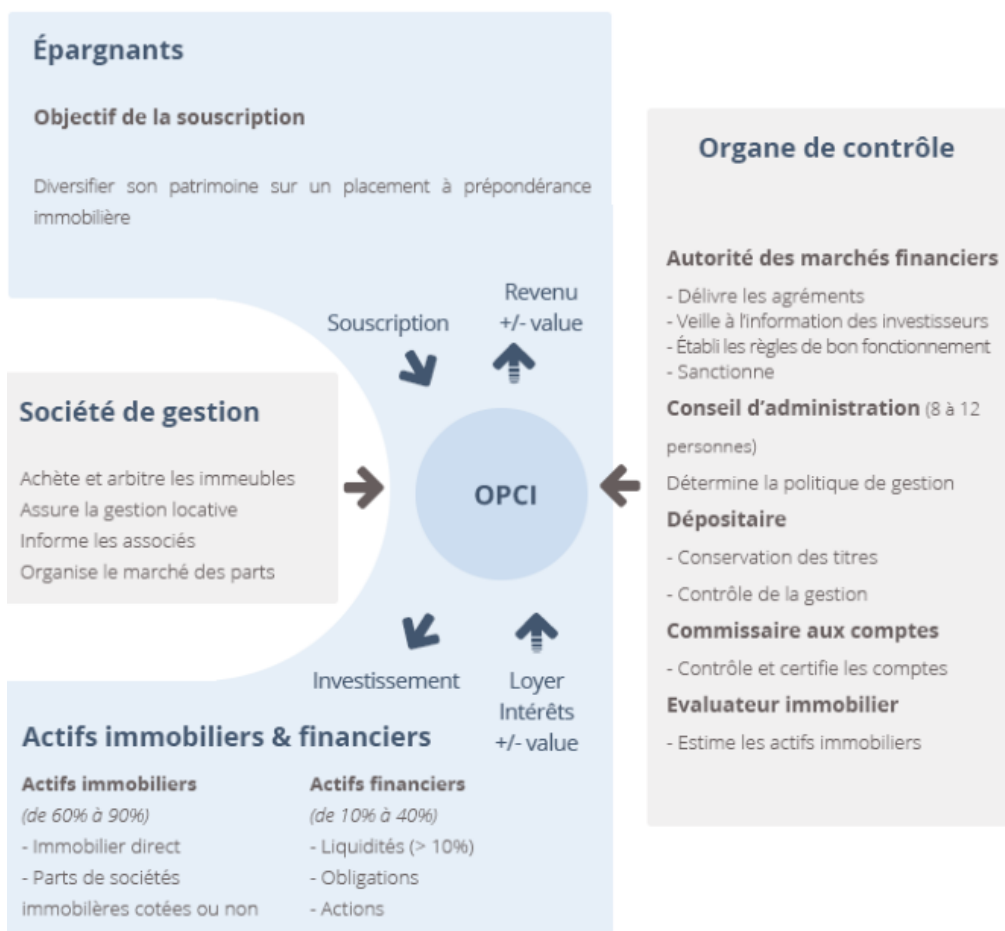 Épargnants
Objectif de la souscription
Diversifier son patrimoine sur un placement à prépondérance
immobilière
Souscription
Revenu
+/- value
Société de gestion
Achète et arbitre les immeubles
Assure la gestion locative
Informe les associés
Organise le marché des parts
OPCI
Investissement
Loyer
Intérêts
+/- value
Actifs immobiliers & financiers
Actifs immobiliers
(de 60% à 90%)
- Immobilier direct
- Parts de sociétés
immobilères cotées ou non
Actifs financiers
(de 10% à 40%)
- Liquidités (> 10%)
- Obligations
- Actions
Organe de contrôle
Autorité des marchés financiers
- Délivre les agréments
- Veille à l'information des investisseurs
- Établi les règles de bon fonctionnement
- Sanctionne
Conseil d'administration (8 à 12
personnes)
Détermine la politique de gestion
Dépositaire
- Conservation des titres
- Contrôle de la gestion
Commissaire aux comptes
- Contrôle et certifie les comptes
Evaluateur immobilier
- Estime les actifs immobiliers